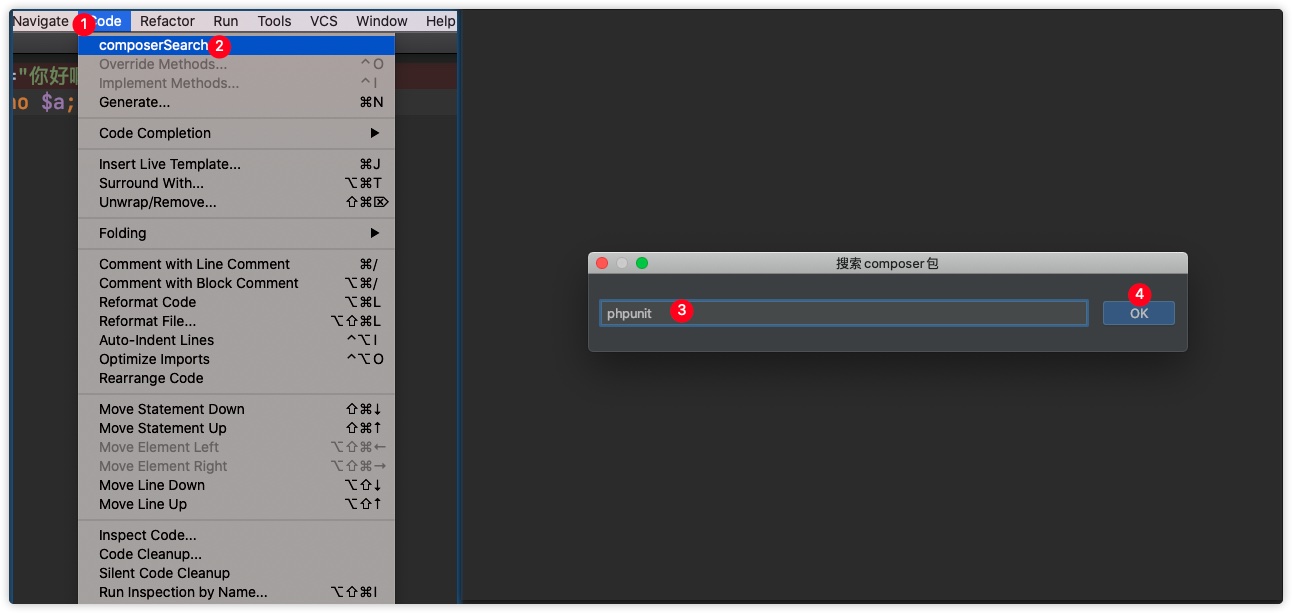 Navigate Code Refactor Run Tools VCS Window Help
1
composerSearch 2
Override Methods... ⌃O
="你好
Implement Methods... ⌃I
Generate... ⌘N
$a;
Code Completion ▶
Insert Live Template... ⌘J
Surround With... ⌥⌘T
Unwrap/Remove... ⇧⌘⌦
Folding ▶
Comment with Line Comment ⌘/
Comment with Block Comment ⌥⌘/
Reformat Code ⌥⌘L
Reformat File... ⌥⇧⌘L
Auto-Indent Lines ⌃⌥I
Optimize Imports ⌃⌥O
Rearrange Code
Move Statement Down ⇧⌘↓
Move Statement Up ⇧⌘↑
Move Element Left ⌥⇧⌘←
Move Element Right ⌥⇧⌘→
Move Line Down ⌥⇧↓
Move Line Up ⌥⇧↑
Inspect Code...
Code Cleanup...
Silent Code Cleanup
Run Inspection by Name... ⌥⇧⌘I
搜索composer包
phpunit 3
4
OK